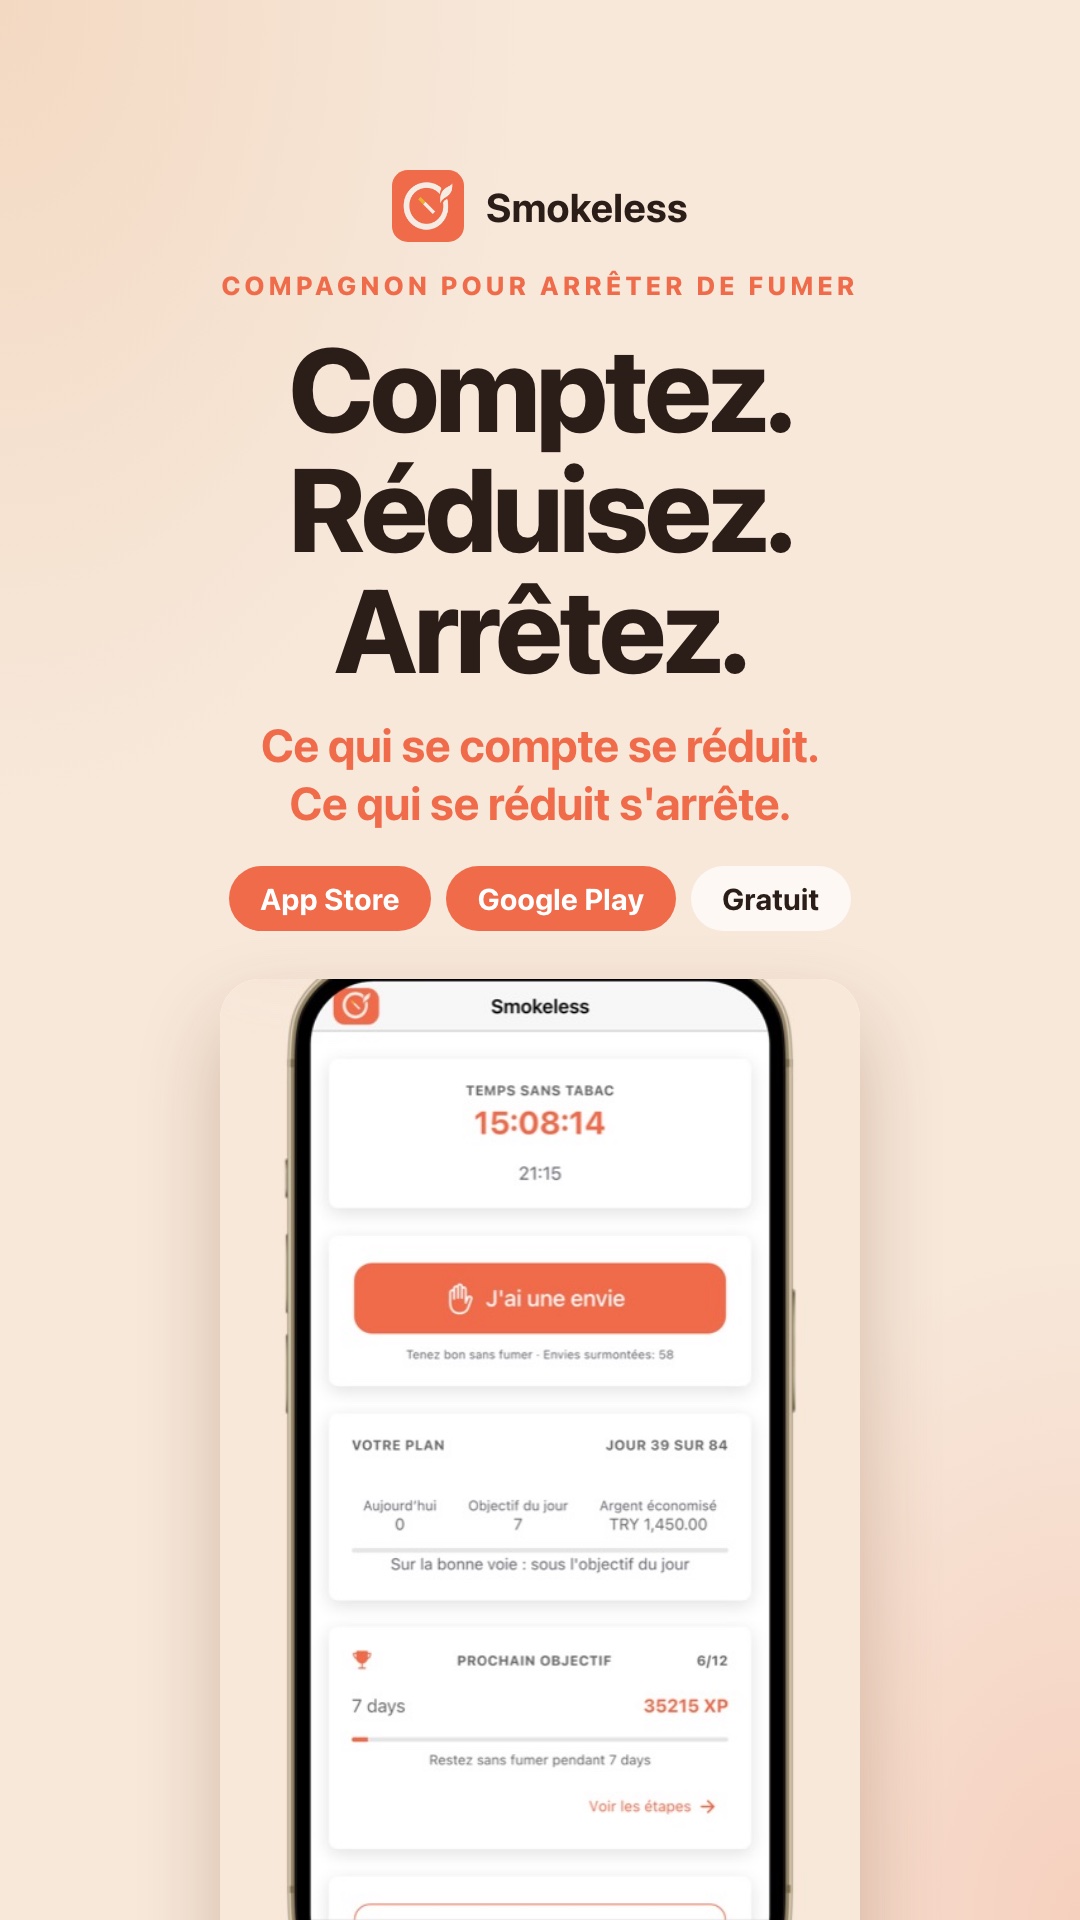 Smokeless
COMPAGNON POUR ARRÊTER DE FUMER
Comptez.
Réduisez.
Arrêtez.
Ce qui se compte se réduit.
Ce qui se réduit s'arrête.
App Store Google Play Gratuit
Smokeless
TEMPS SANS TABAC
15:08:14
21:15
J'ai une envie
Tenez bon sans fumer · Envies surmontées: 58
VOTRE PLAN JOUR 39 SUR 84
Aujourd'hui Objectif du jour Argent économisé
0 7 TRY 1,450.00
Sur la bonne voie : sous l'objectif du jour
PROCHAIN OBJECTIF 6/12
7 days 35215 XP
Restez sans fumer pendant 7 days
Voir les étapes →